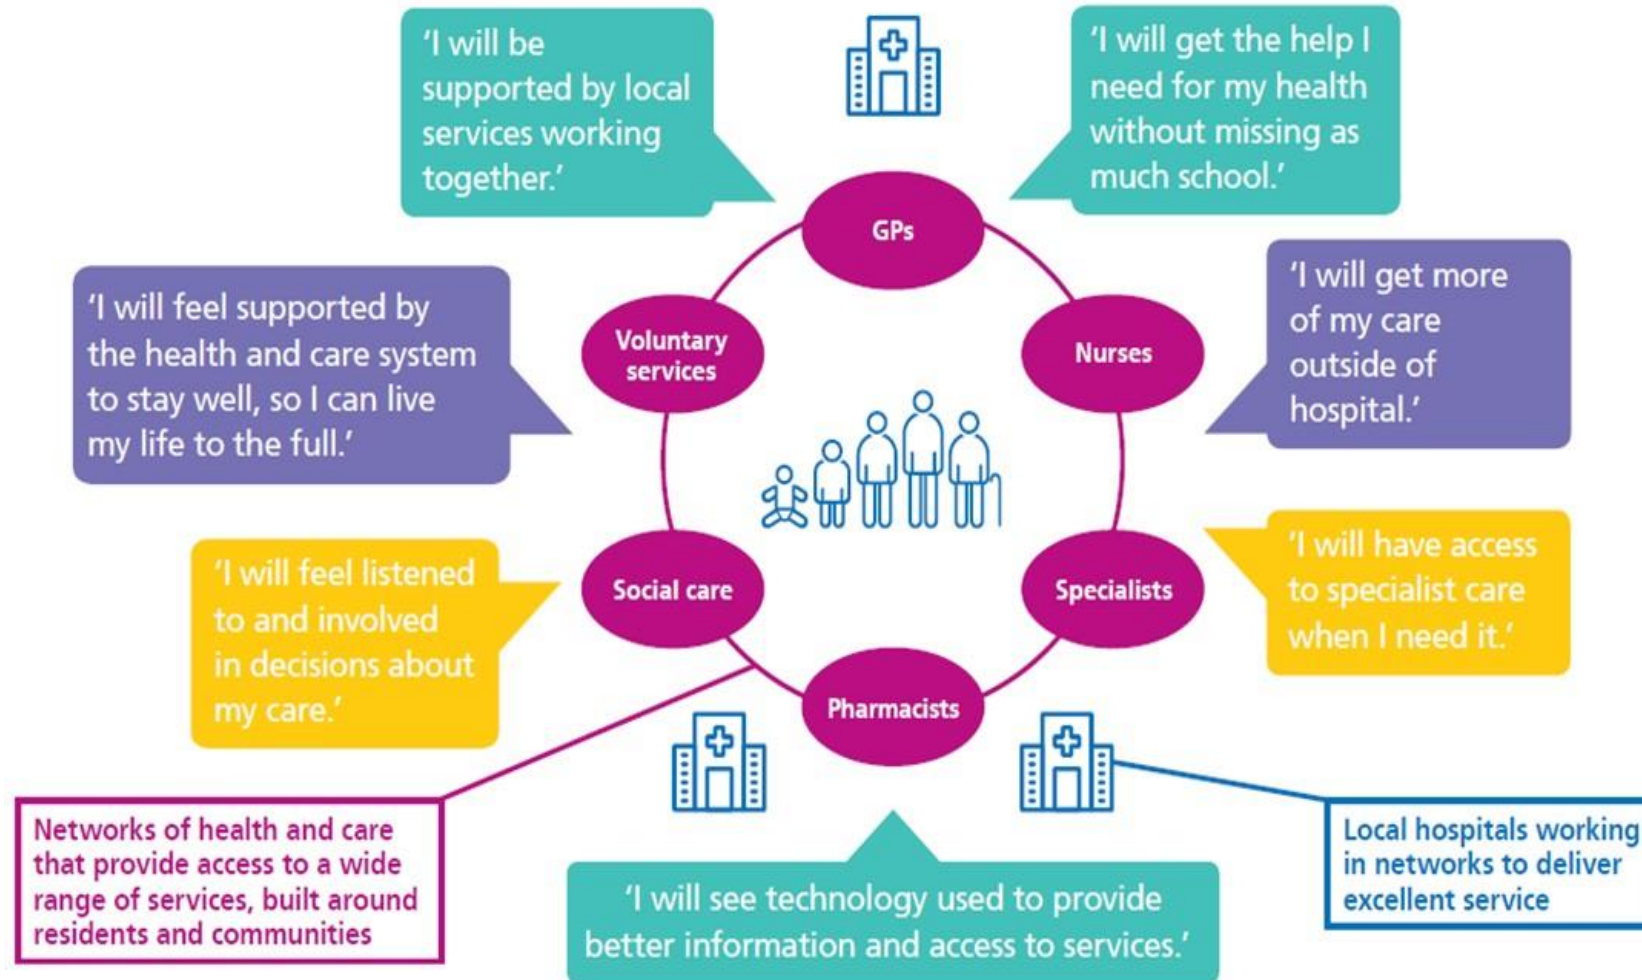 ‘I will be
supported by local
services working
together.’
‘I will get the help I
need for my health
without missing as
much school.’
GPs
‘I will feel supported by
the health and care system
to stay well, so I can live
my life to the full.’
Voluntary
services
Nurses
‘I will get more
of my care
outside of
hospital.’
‘I will feel listened
to and involved
in decisions about
my care.’
Social care
Specialists
‘I will have access
to specialist care
when I need it.’
Pharmacists
Networks of health and care
that provide access to a wide
range of services, built around
residents and communities
‘I will see technology used to provide
better information and access to services.’
Local hospitals working
in networks to deliver
excellent service